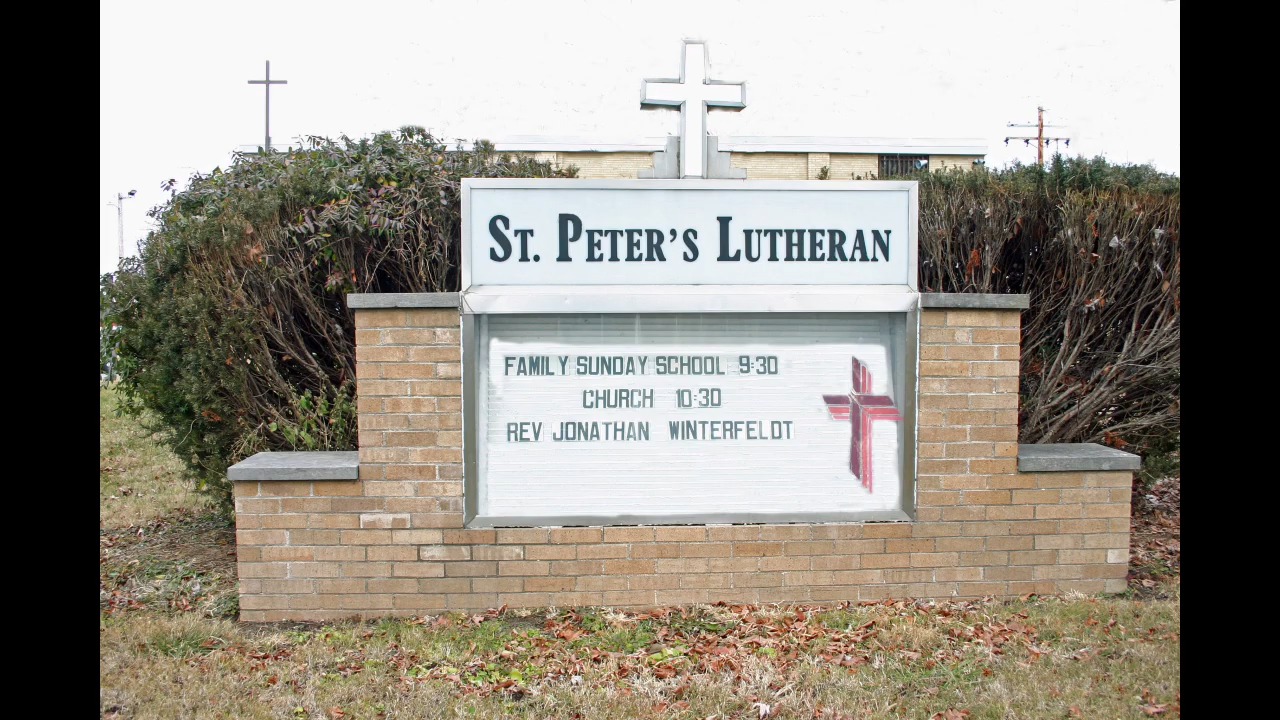 St. Peter's Lutheran
FAMILY SUNDAY SCHOOL 9:30
CHURCH 10:30
REV JONATHAN WINTERFELDT